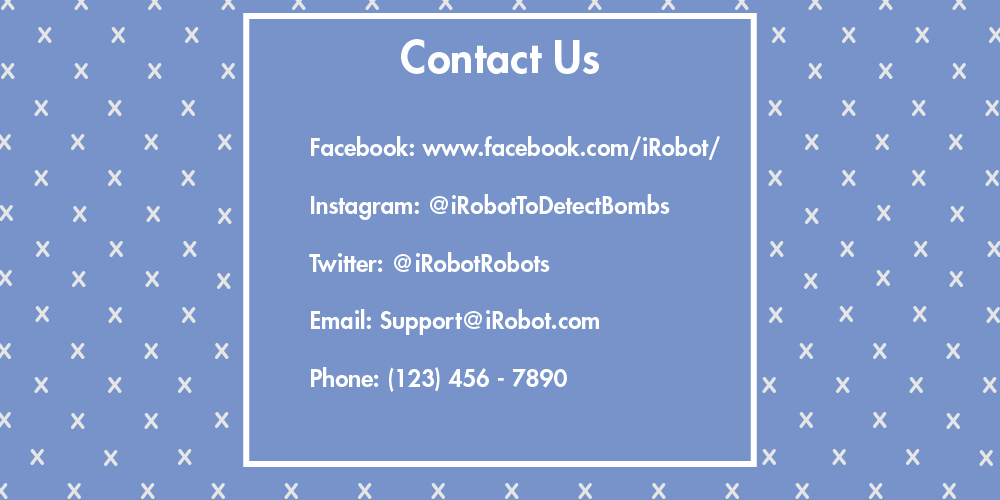 Contact Us
Facebook: www.facebook.com/iRobot/
Instagram: @iRobotToDetectBombs
Twitter: @iRobotRobots
Email: Support@iRobot.com
Phone: (123) 456 - 7890